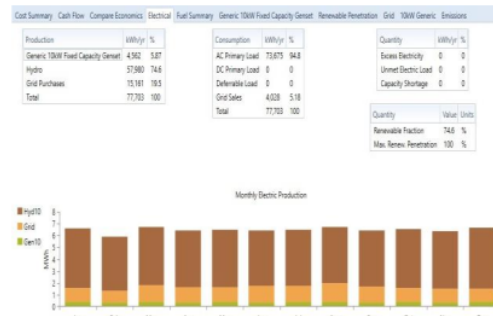 Cost Summary Cash Flow Compare Economics Electrical Fuel Summary Generic 10kW Fixed Capacity Genset Renewable Penetration Grid 10kW Generic Emissions
Production kWh/yr %
Generic 10kW Fixed Capacity Genset 4,562 5.87
Hydro 57,980 74.6
Grid Purchases 15,161 19.5
Total 77,703 100
Consumption kWh/yr %
AC Primary Load 73,675 94.8
DC Primary Load 0 0
Deferrable Load 0 0
Grid Sales 4,028 5.18
Total 77,703 100
Quantity kWh/yr %
Excess Electricity 0 0
Unmet Electric Load 0 0
Capacity Shortage 0 0
Quantity Value Units
Renewable Fraction 74.6 %
Max. Renew. Penetration 100 %
Monthly Electric Production
Hyd10
Grid
Gen10
MWh
8
7
6
5
4
3
2
1
0